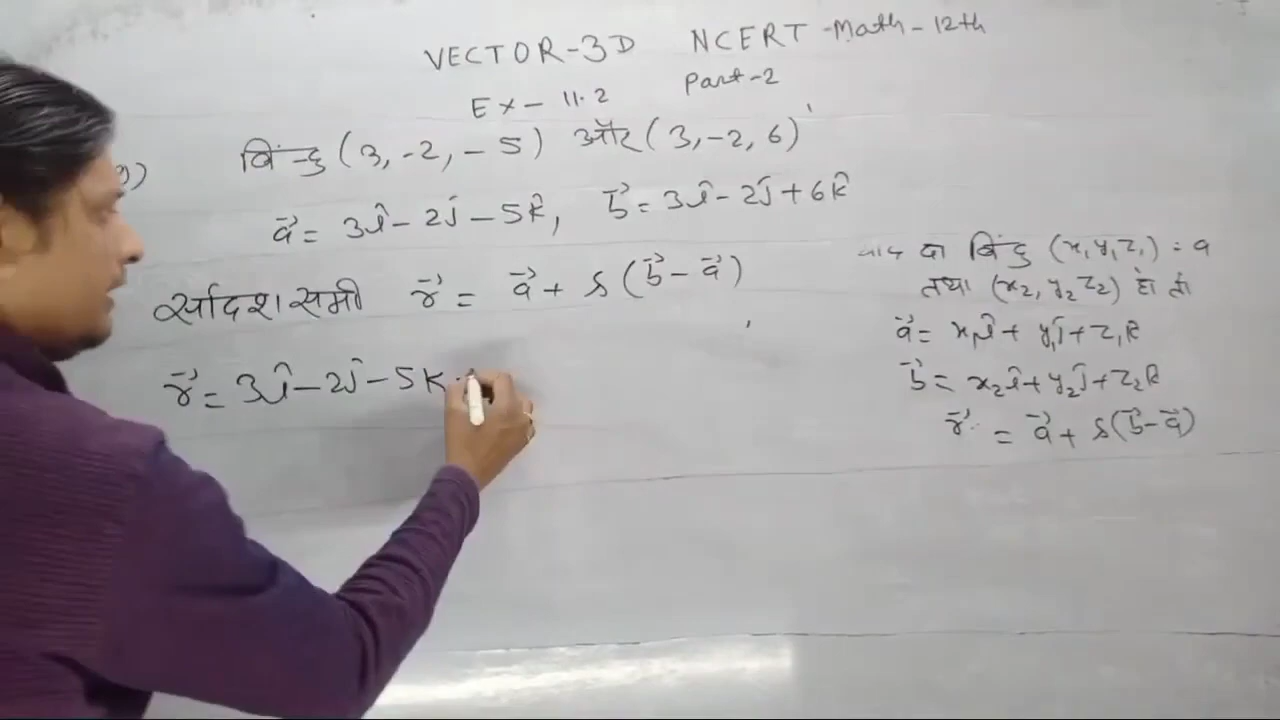 VECTOR-3D NCERT -Math-12th
Part-2
Ex- 11.2
बिन्दु (3, -2, -5) और (3, -2, 6)
a⃗ = 3î - 2ĵ - 5k̂, b⃗ = 3î - 2ĵ + 6k̂
r⃗ = a⃗ + s(b⃗ - a⃗)
r⃗ = 3î - 2ĵ - 5k
दो बिंदु (x₁ y₁ z₁) = a
तथा (x₂, y₂ z₂) हो तो
a⃗ = x₁î + y₁ĵ + z₁k̂
b⃗ = x₂î + y₂ĵ + z₂k̂
r⃗ = a⃗ + s(b⃗ - a⃗)